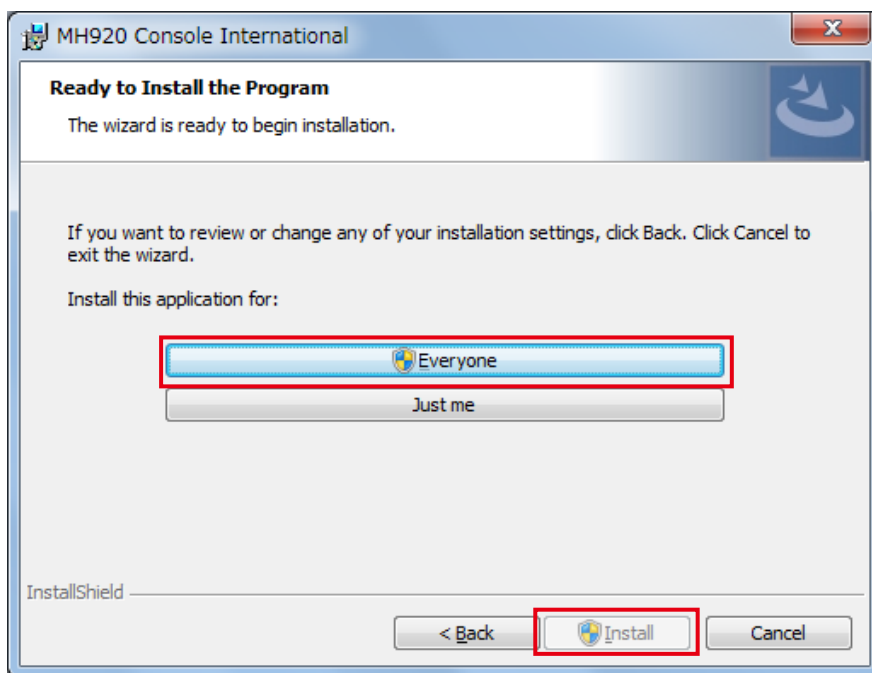 MH920 Console International
Ready to Install the Program
The wizard is ready to begin installation.
If you want to review or change any of your installation settings, click Back. Click Cancel to
exit the wizard.
Install this application for:
Everyone
Just me
InstallShield
< Back
Install
Cancel